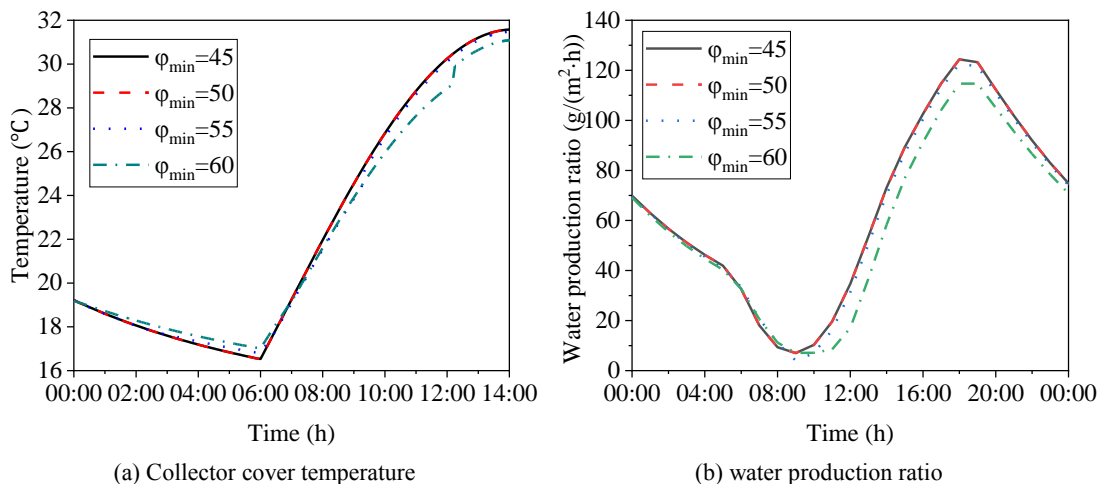 Temperature (℃)
32
30
28
26
24
22
20
18
16
φmin=45
φmin=50
φmin=55
φmin=60
00:00 02:00 04:00 06:00 08:00 10:00 12:00 14:00
Time (h)
(a) Collector cover temperature
Water production ratio (g/(m²·h))
140
120
100
80
60
40
20
0
φmin=45
φmin=50
φmin=55
φmin=60
00:00 04:00 08:00 12:00 16:00 20:00 00:00
Time (h)
(b) water production ratio